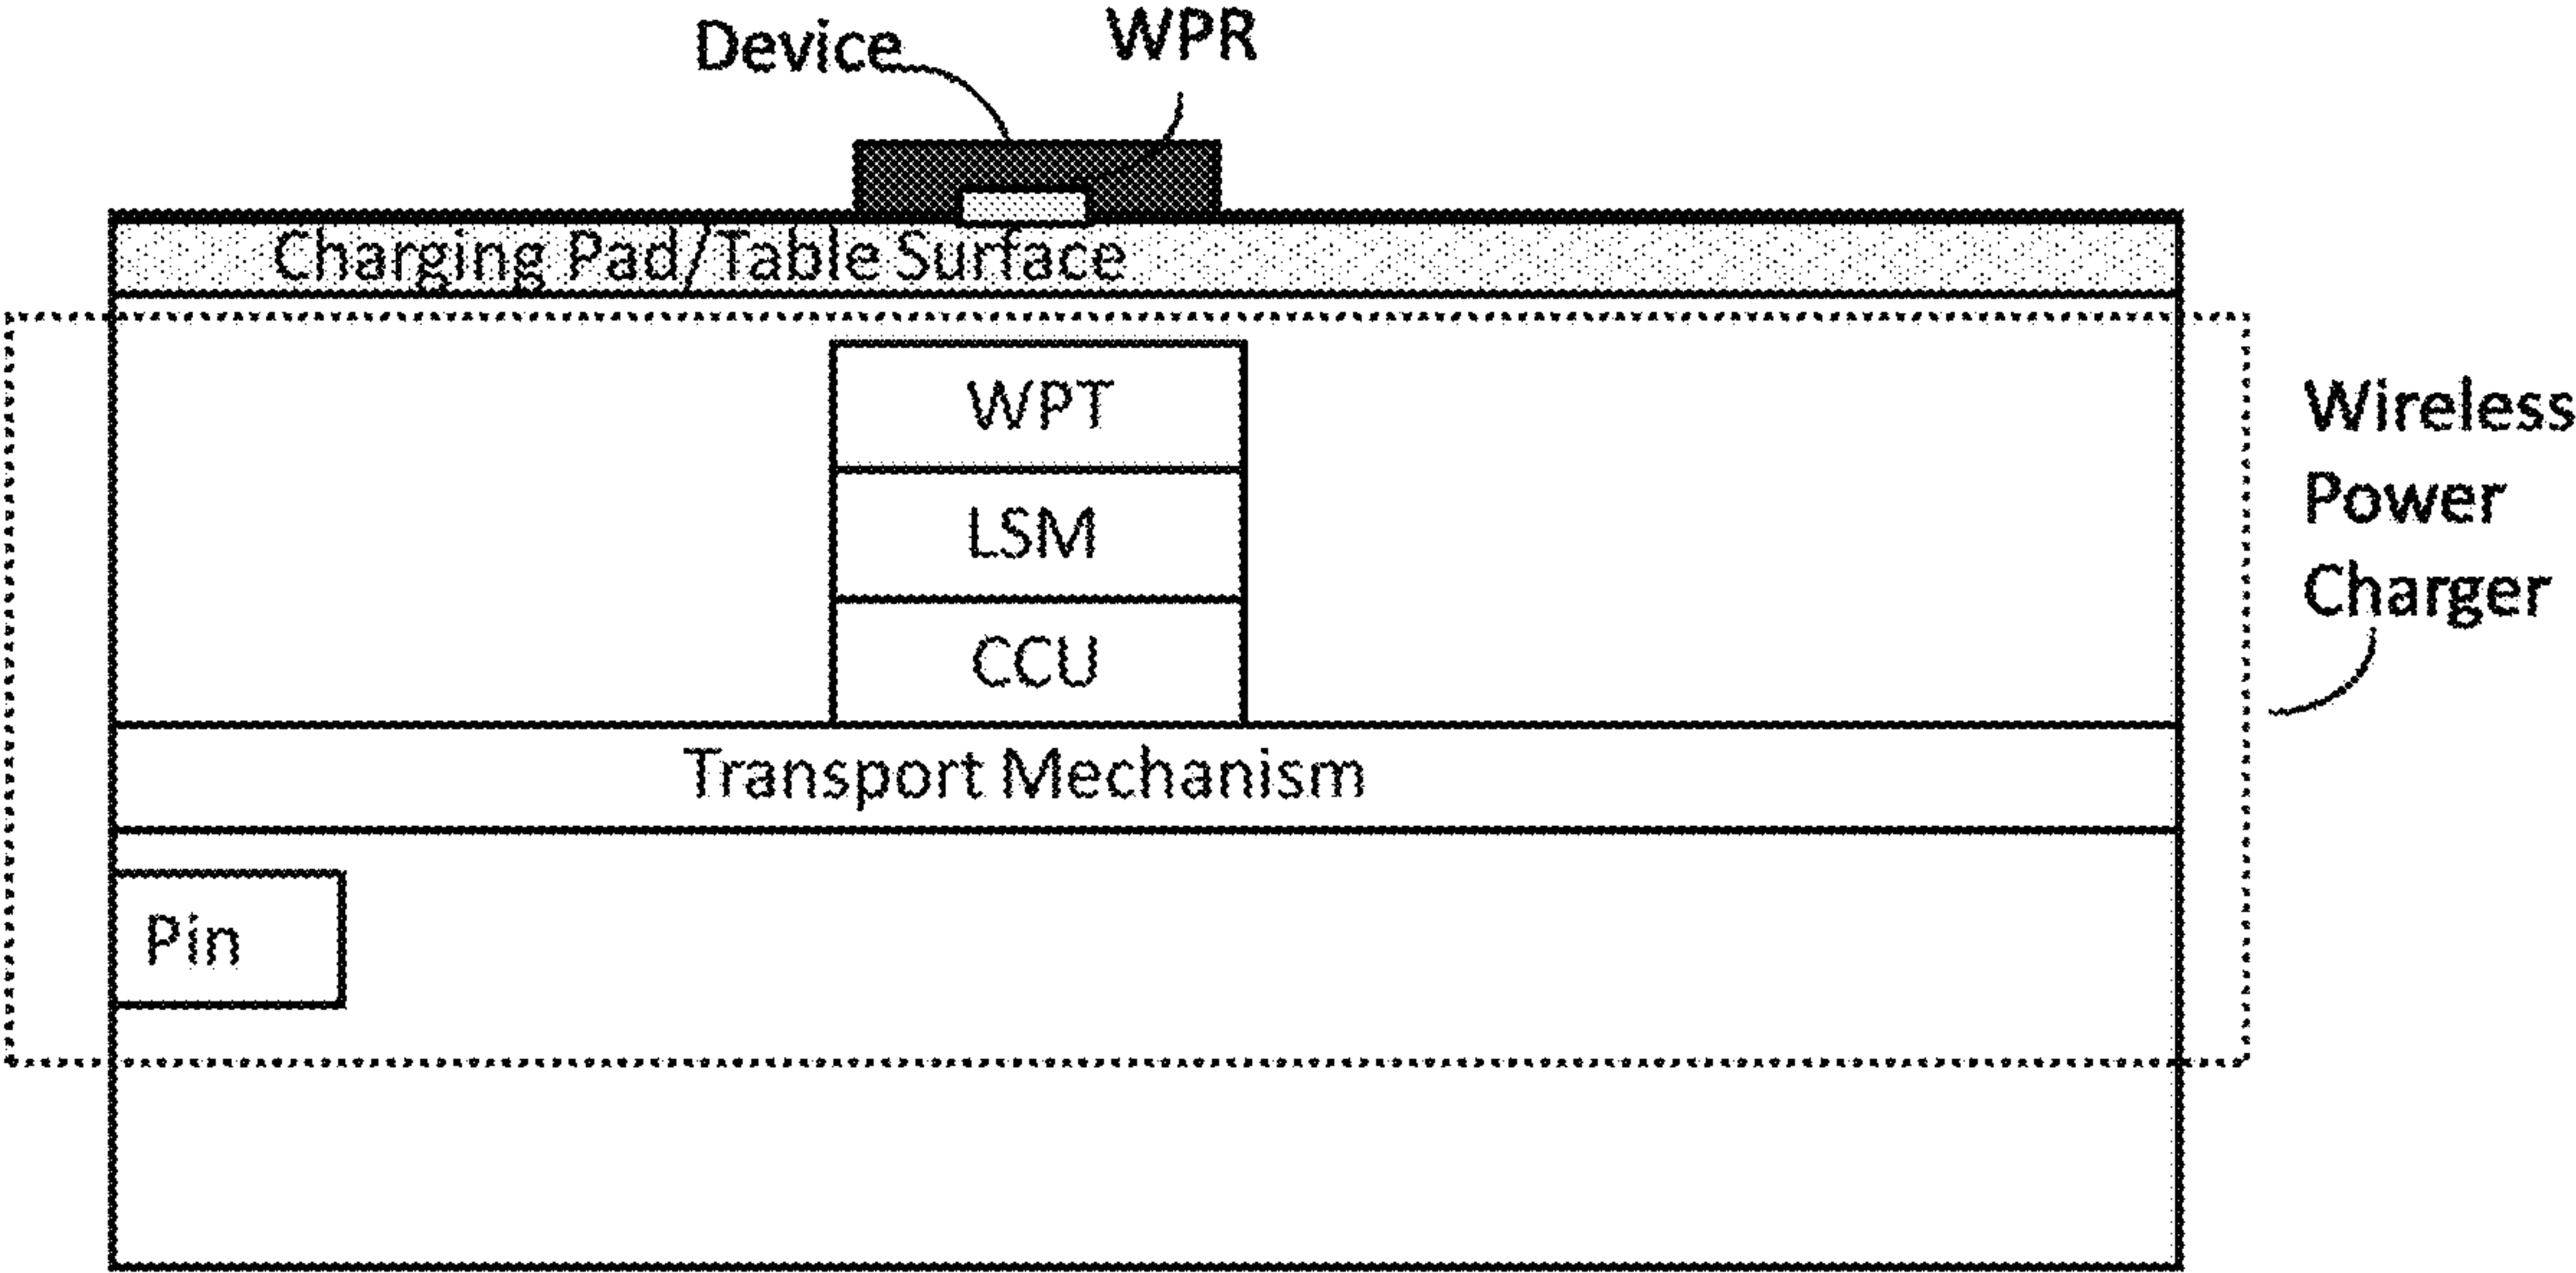 Device
WPR
Charging Pad/Table Surface
WPT
LSM
CCU
Wireless
Power
Charger
Transport Mechanism
Pin